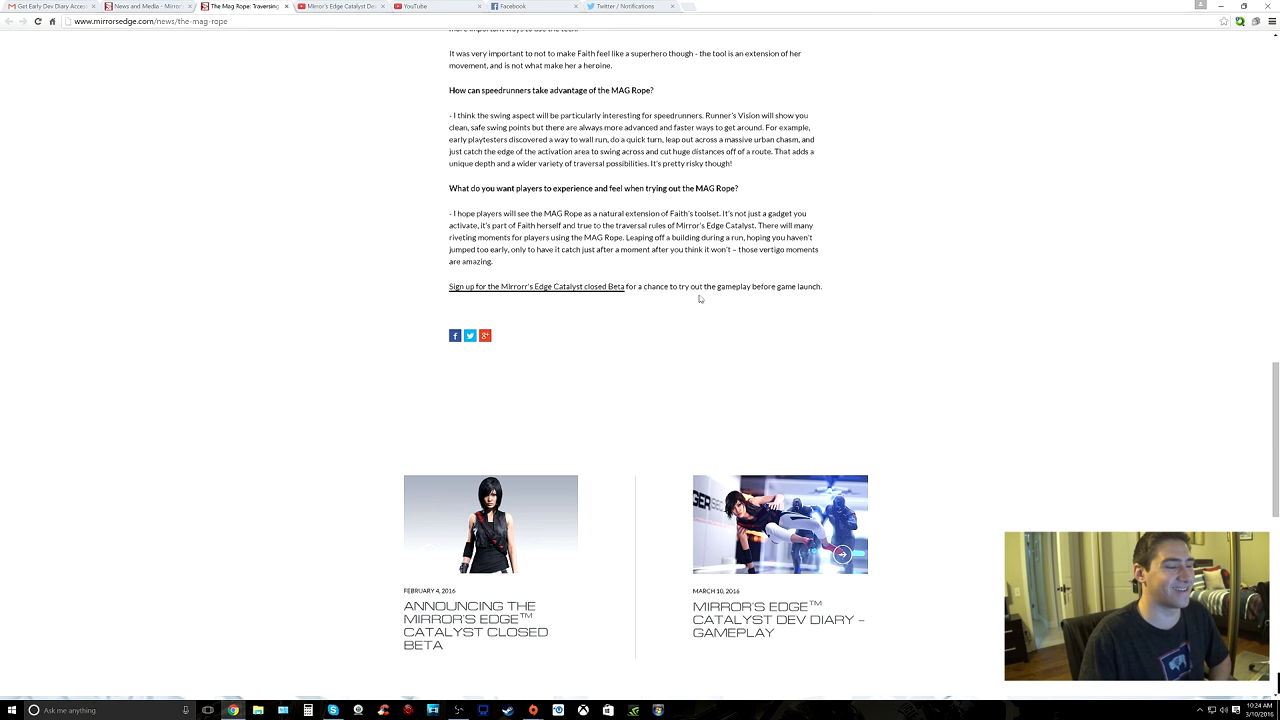 Get Early Dev Diary Access
News and Media - Mirror
The Mag Rope: Traversing
Mirror's Edge Catalyst De
YouTube
Facebook
Twitter / Notifications
www.mirrorsedge.com/news/the-mag-rope
more important ways to use the tech.
It was very important to not to make Faith feel like a superhero though - the tool is an extension of her
movement, and is not what make her a heroine.
How can speedrunners take advantage of the MAG Rope?
- I think the swing aspect will be particularly interesting for speedrunners. Runner's Vision will show you
clean, safe swing points but there are always more advanced and faster ways to get around. For example,
early playtesters discovered a way to wall run, do a quick turn, leap out across a massive urban chasm, and
just catch the edge of the activation area to swing across and cut huge distances off of a route. That adds a
unique depth and a wider variety of traversal possibilities. It's pretty risky though!
What do you want players to experience and feel when trying out the MAG Rope?
- I hope players will see the MAG Rope as a natural extension of Faith's toolset. It's not just a gadget you
activate, it's part of Faith herself and true to the traversal rules of Mirror's Edge Catalyst. There will many
riveting moments for players using the MAG Rope. Leaping off a building during a run, hoping you haven't
jumped too early, only to have it catch just after a moment after you think it won't – those vertigo moments
are amazing.
Sign up for the Mirrorr's Edge Catalyst closed Beta for a chance to try out the gameplay before game launch.
FEBRUARY 4, 2016
ANNOUNCING THE
MIRROR'S EDGE™
CATALYST CLOSED
BETA
MARCH 10, 2016
MIRROR'S EDGE™
CATALYST DEV DIARY –
GAMEPLAY
Ask me anything
10:24 AM
3/10/2016